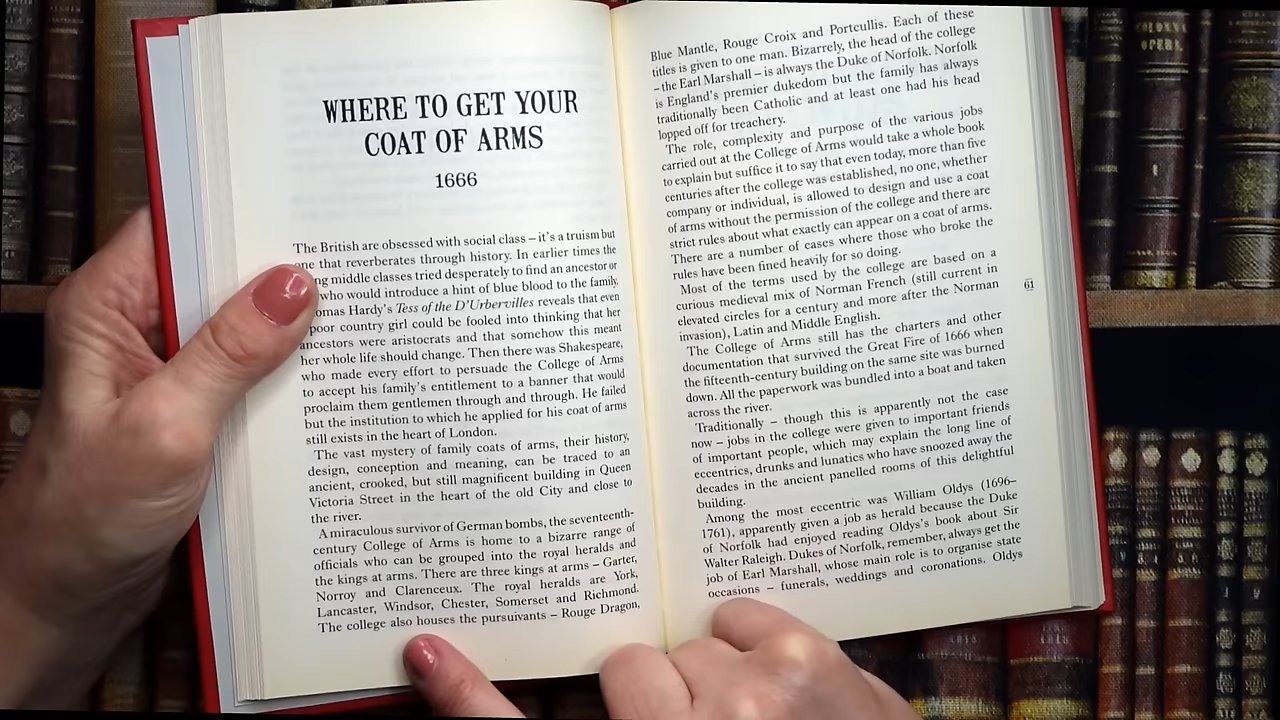 WHERE TO GET YOUR
COAT OF ARMS
1666
The British are obsessed with social class – it's a truism but
one that reverberates through history. In earlier times the
middle classes tried desperately to find an ancestor or
who would introduce a hint of blue blood to the family.
Thomas Hardy's Tess of the D'Urbervilles reveals that even
poor country girl could be fooled into thinking that her
ancestors were aristocrats and that somehow this meant
her whole life should change. Then there was Shakespeare,
who made every effort to persuade the College of Arms
to accept his family's entitlement to a banner that would
proclaim them gentlemen through and through. He failed
but the institution to which he applied for his coat of arms
still exists in the heart of London.
The vast mystery of family coats of arms, their history,
design, conception and meaning, can be traced to an
ancient, crooked, but still magnificent building in Queen
Victoria Street in the heart of the old City and close to
the river.
A miraculous survivor of German bombs, the seventeenth-
century College of Arms is home to a bizarre range of
officials who can be grouped into the royal heralds and
the kings at arms. There are three kings at arms – Garter,
Norroy and Clarenceux. The royal heralds are York,
Lancaster, Windsor, Chester, Somerset and Richmond.
The college also houses the pursuivants – Rouge Dragon,
Blue Mantle, Rouge Croix and Portcullis. Each of these
titles is given to one man. Bizarrely, the head of the college
– the Earl Marshall – is always the Duke of Norfolk. Norfolk
is England's premier dukedom but the family has always
traditionally been Catholic and at least one had his head
lopped off for treachery.
The role, complexity and purpose of the various jobs
carried out at the College of Arms would take a whole book
to explain but suffice it to say that even today, more than five
centuries after the college was established, no one, whether
company or individual, is allowed to design and use a coat
of arms without the permission of the college and there are
strict rules about what exactly can appear on a coat of arms.
There are a number of cases where those who broke the
rules have been fined heavily for so doing.
Most of the terms used by the college are based on a
curious medieval mix of Norman French (still current in
elevated circles for a century and more after the Norman
invasion), Latin and Middle English.
The College of Arms still has the charters and other
documentation that survived the Great Fire of 1666 when
the fifteenth-century building on the same site was burned
down. All the paperwork was bundled into a boat and taken
across the river.
Traditionally – though this is apparently not the case
now – jobs in the college were given to important friends
of important people, which may explain the long line of
eccentrics, drunks and lunatics who have snoozed away the
decades in the ancient panelled rooms of this delightful
building.
Among the most eccentric was William Oldys (1696–
1761), apparently given a job as herald because the Duke
of Norfolk had enjoyed reading Oldys's book about Sir
Walter Raleigh. Dukes of Norfolk, remember, always get the
job of Earl Marshall, whose main role is to organise state
occasions – funerals, weddings and coronations. Oldys
61
COLONNA
OPERA.